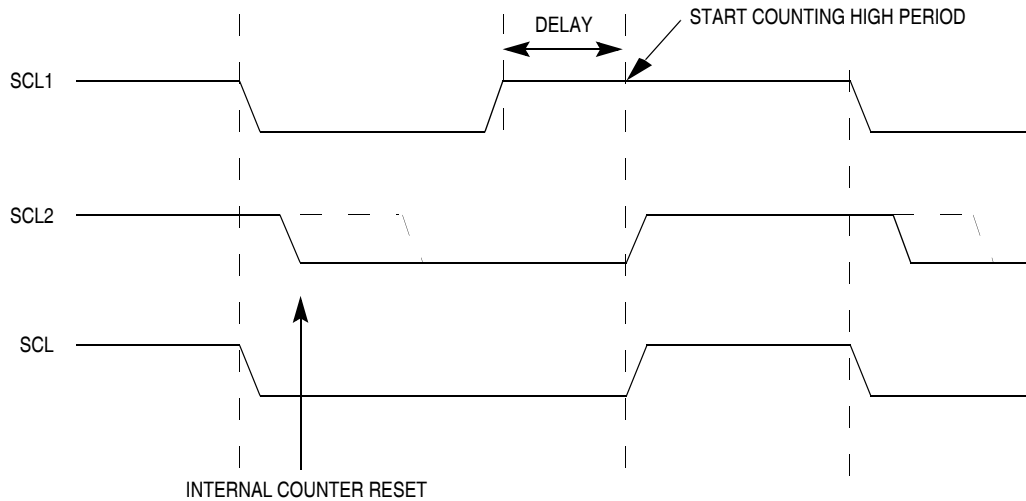 START COUNTING HIGH PERIOD
DELAY
SCL1
SCL2
SCL
INTERNAL COUNTER RESET